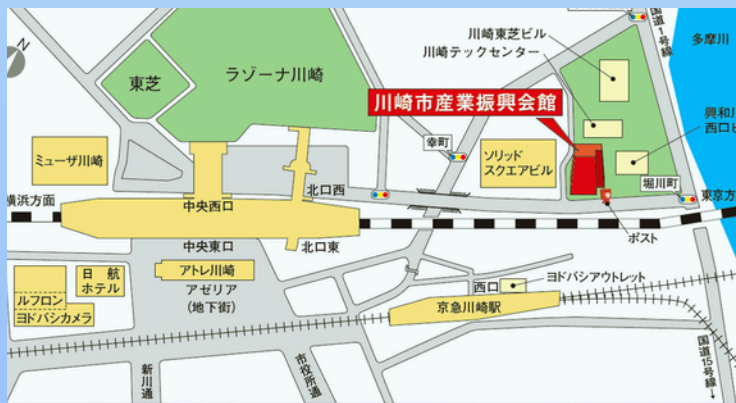 N
東芝
ラゾーナ川崎
川崎東芝ビル
川崎テックセンター
国道1号線
多摩川
川崎市産業振興会館
ミューザ川崎
幸町
ソリッド
スクエアビル
興和川
西口ビ
堀川町
横浜方面
中央西口
北口西
東京方
ポスト
中央東口
北口東
日航
ホテル
アトレ川崎
アゼリア
(地下街)
西口
ヨドバシアウトレット
ルフロン
ヨドバシカメラ
京急川崎駅
新川通
市役所通
国道15号線